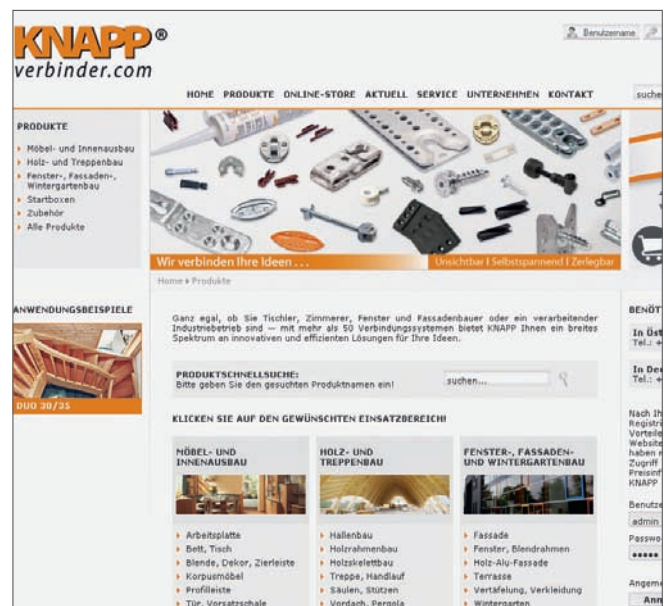 KNAPP®
verbinder.com
Benutzername
HOME PRODUKTE ONLINE-STORE AKTUELL SERVICE UNTERNEHMEN KONTAKT
suche
PRODUKTE
Möbel- und Innenausbau
Holz- und Treppenbau
Fenster-, Fassaden-,
Wintergartenbau
Startboxen
Zubehör
Alle Produkte
Wir verbinden Ihre Ideen . . .
Unsichtbar I Selbstspannend I Zerlegbar
Home Produkte
ANWENDUNGSBEISPIELE
DUO 30/35
Ganz egal, ob Sie Tischler, Zimmerer, Fenster und Fassadenbauer oder ein verarbeitender
Industriebetrieb sind — mit mehr als 50 Verbindungssystemen bietet KNAPP Ihnen ein breites
Spektrum an innovativen und effizienten Lösungen für Ihre Ideen.
PRODUKTSCHNELLSUCHE:
Bitte geben Sie den gesuchten Produktnamen ein!
suchen...
KLICKEN SIE AUF DEN GEWÜNSCHTEN EINSATZBEREICH!
MÖBEL- UND
INNENAUSBAU
Arbeitsplatte
Bett, Tisch
Blende, Dekor, Zierleiste
Korpusmöbel
Profilleiste
Tür, Vorsatzschale
HOLZ- UND
TREPPENBAU
Hallenbau
Holzrahmenbau
Holzskelettbau
Treppe, Handlauf
Säulen, Stützen
Vordach, Pergola
FENSTER-, FASSADEN-
UND WINTERGARTENBAU
Fassade
Fenster, Blendrahmen
Holz-Alu-Fassade
Terrasse
Vertäfelung, Verkleidung
Wintergarten
BENÖT
In Öst
Tel.: +
In Deu
Tel.: +
Nach Ih
Registri
Vorteile
Website
haben
Zugriff
Preisinf
KNAPP
Benutze
admin
Passwo
Angeme
Ann